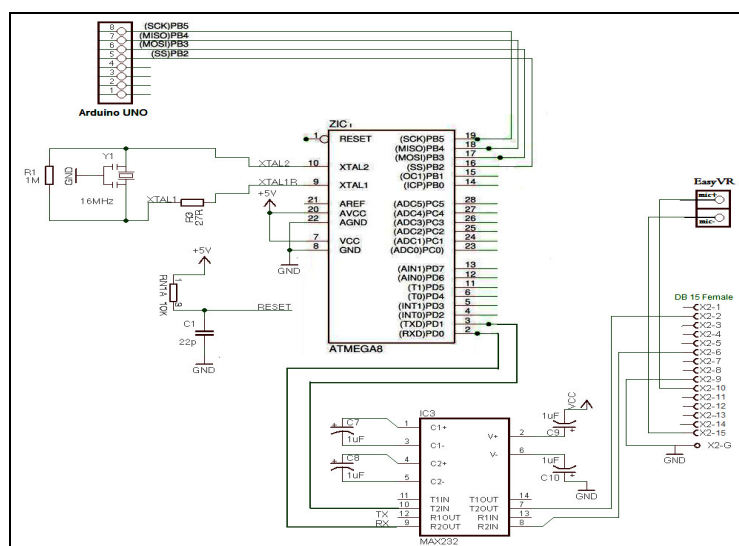 8 (SCK)PB5
7 (MISO)PB4
6 (MOSI)PB3
5 (SS)PB2
4
3
2
1
Arduino UNO
ZIC1
1 RESET (SCK)PB5 19
(MISO)PB4 18
(MOSI)PB3 17
10 XTAL2 (SS)PB2 16
(OC1)PB1 15
9 XTAL1 (ICP)PB0 14
21 AREF (ADC5)PC5 28
20 AVCC (ADC4)PC4 27
22 AGND (ADC3)PC3 26
(ADC2)PC2 25
7 VCC (ADC1)PC1 24
8 GND (ADC0)PC0 23
(AIN1)PD7 13
(AIN0)PD6 12
(T1)PD5 11
(T0)PD4 6
(INT1)PD3 5
(INT0)PD2 4
(TXD)PD1 3
(RXD)PD0 2
ATMEGA8
R1
1M
GND
Y1
16MHz
XTAL2
XTAL1
XTAL1R
R3
27R
+5V
GND
+5V
RN1A 10K
1
8
RESET
C1
22p
GND
EasyVR
mic+
mic-
DB 15 Female
X2-1
X2-2
X2-3
X2-4
X2-5
X2-6
X2-7
X2-8
X2-9
X2-10
X2-11
X2-12
X2-13
X2-14
X2-15
X2-G
GND
IC3
C7
1uF
C8
1uF
1 C1+
3 C1-
4 C2+
5 C2-
V+ 2
V- 6
1uF
C9
VCC
1uF
C10
GND
11 T1IN T1OUT 14
10 T2IN T2OUT 7
TX 12 R1OUT R1IN 13
RX 9 R2OUT R2IN 8
MAX232